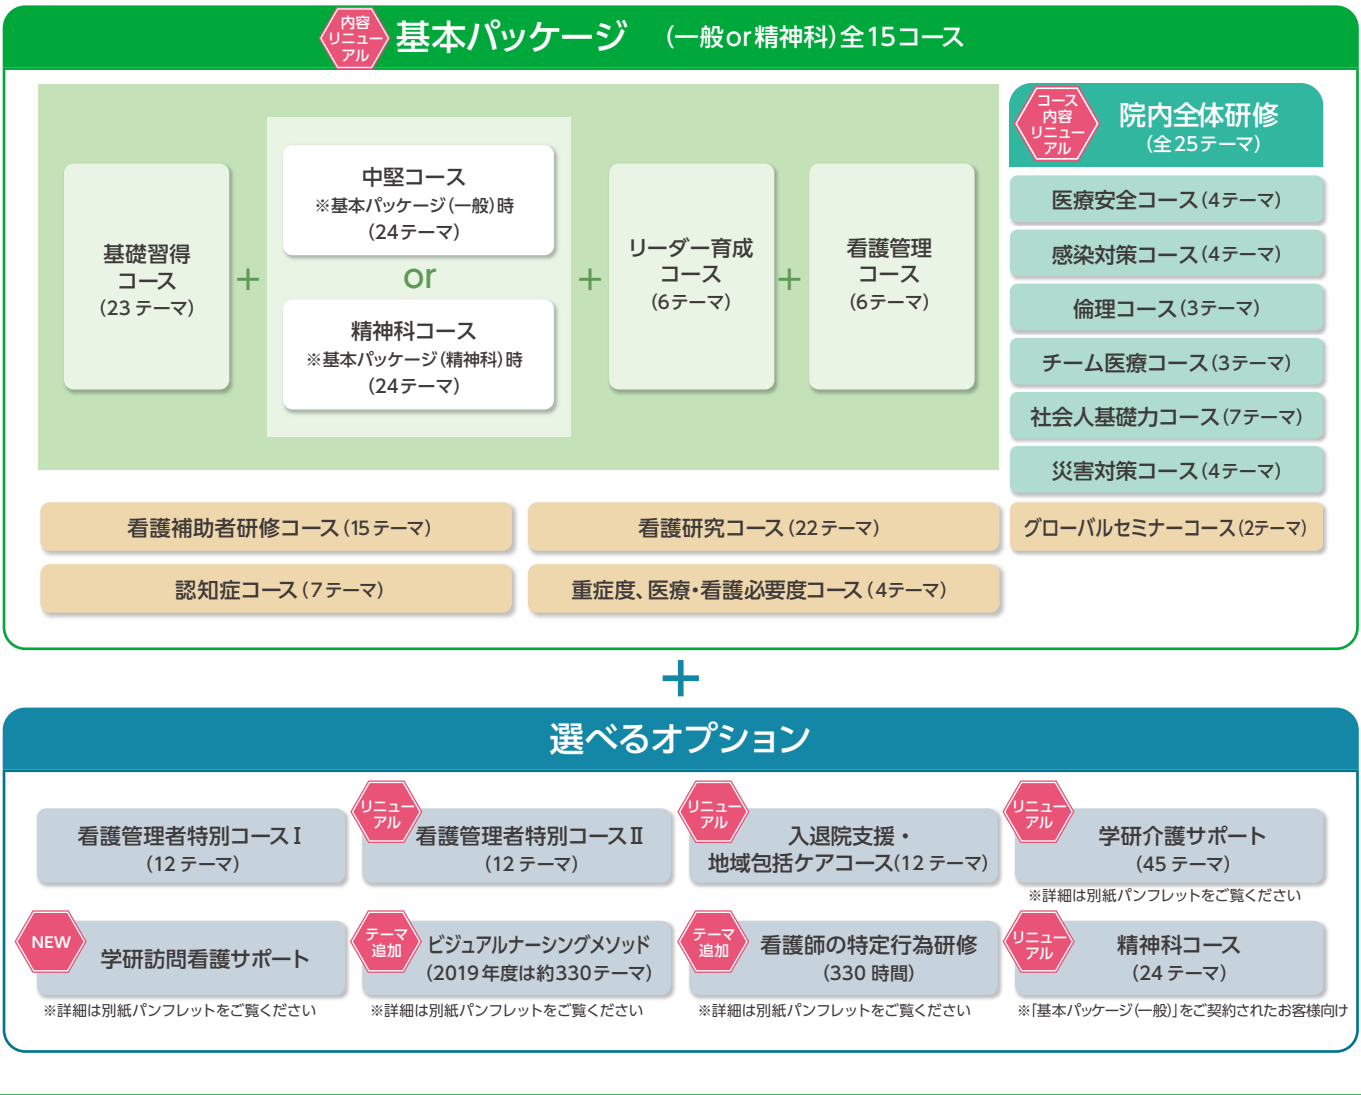 内容
リニュー
アル
基本パッケージ (一般or精神科)全15コース
基礎習得
コース
(23テーマ)
+
中堅コース
※基本パッケージ(一般)時
(24テーマ)
or
精神科コース
※基本パッケージ(精神科)時
(24テーマ)
+
リーダー育成
コース
(6テーマ)
+
看護管理
コース
(6テーマ)
コース
内容
リニュー
アル
院内全体研修
(全25テーマ)
医療安全コース(4テーマ)
感染対策コース(4テーマ)
倫理コース(3テーマ)
チーム医療コース(3テーマ)
社会人基礎力コース(7テーマ)
災害対策コース(4テーマ)
看護補助者研修コース(15テーマ)
看護研究コース(22テーマ)
グローバルセミナーコース(2テーマ)
認知症コース(7テーマ)
重症度、医療・看護必要度コース(4テーマ)
+
選べるオプション
看護管理者特別コースⅠ
(12テーマ)
リニュー
アル
看護管理者特別コースⅡ
(12テーマ)
リニュー
アル
入退院支援・
地域包括ケアコース(12テーマ)
リニュー
アル
学研介護サポート
(45テーマ)
※詳細は別紙パンフレットをご覧ください
NEW
学研訪問看護サポート
※詳細は別紙パンフレットをご覧ください
テーマ
追加
ビジュアルナーシングメソッド
(2019年度は約330テーマ)
※詳細は別紙パンフレットをご覧ください
テーマ
追加
看護師の特定行為研修
(330時間)
※詳細は別紙パンフレットをご覧ください
リニュー
アル
精神科コース
(24テーマ)
※「基本パッケージ(一般)」をご契約されたお客様向け